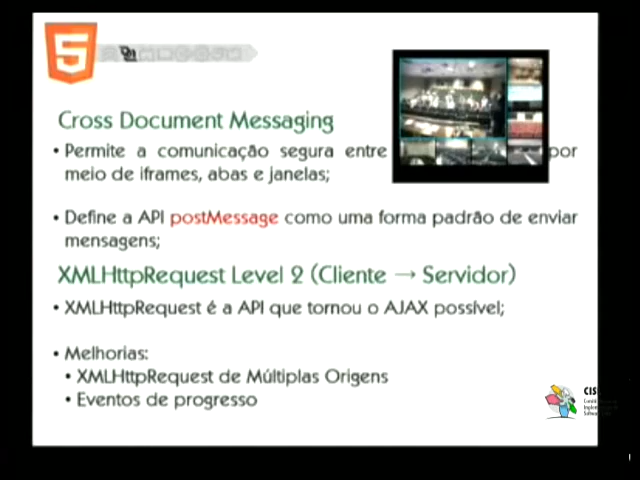 5
Cross Document Messaging
• Permite a comunicação segura entre por
meio de iframes, abas e janelas;
• Define a API postMessage como uma forma padrão de enviar
mensagens;
XMLHttpRequest Level 2 (Cliente → Servidor)
• XMLHttpRequest é a API que tornou o AJAX possível;
• Melhorias:
• XMLHttpRequest de Múltiplas Origens
• Eventos de progresso